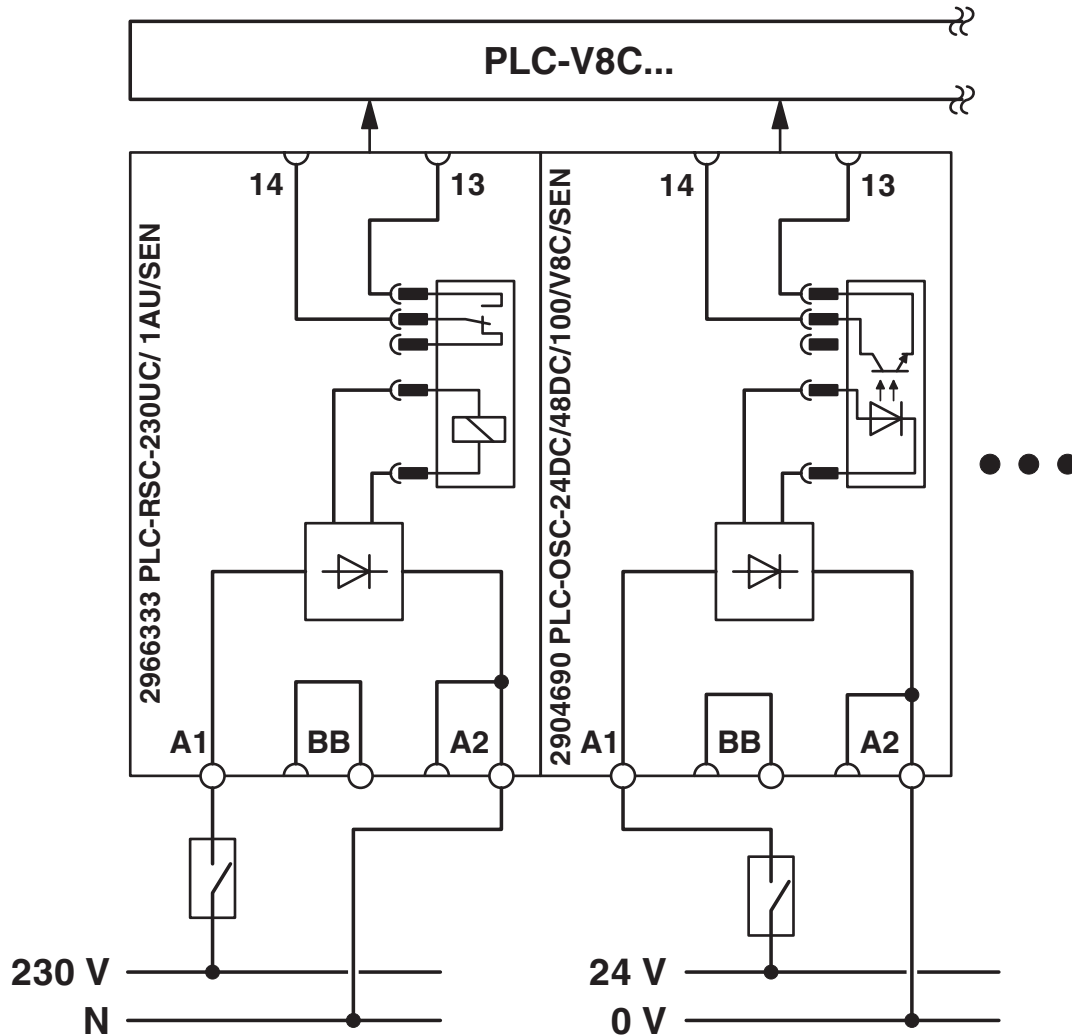 PLC-V8C...
14
13
2966333 PLC-RSC-230UC/ 1AU/SEN
A1
BB
A2
14
13
2904690 PLC-OSC-24DC/48DC/100/V8C/SEN
A1
BB
A2
230 V
N
24 V
0 V